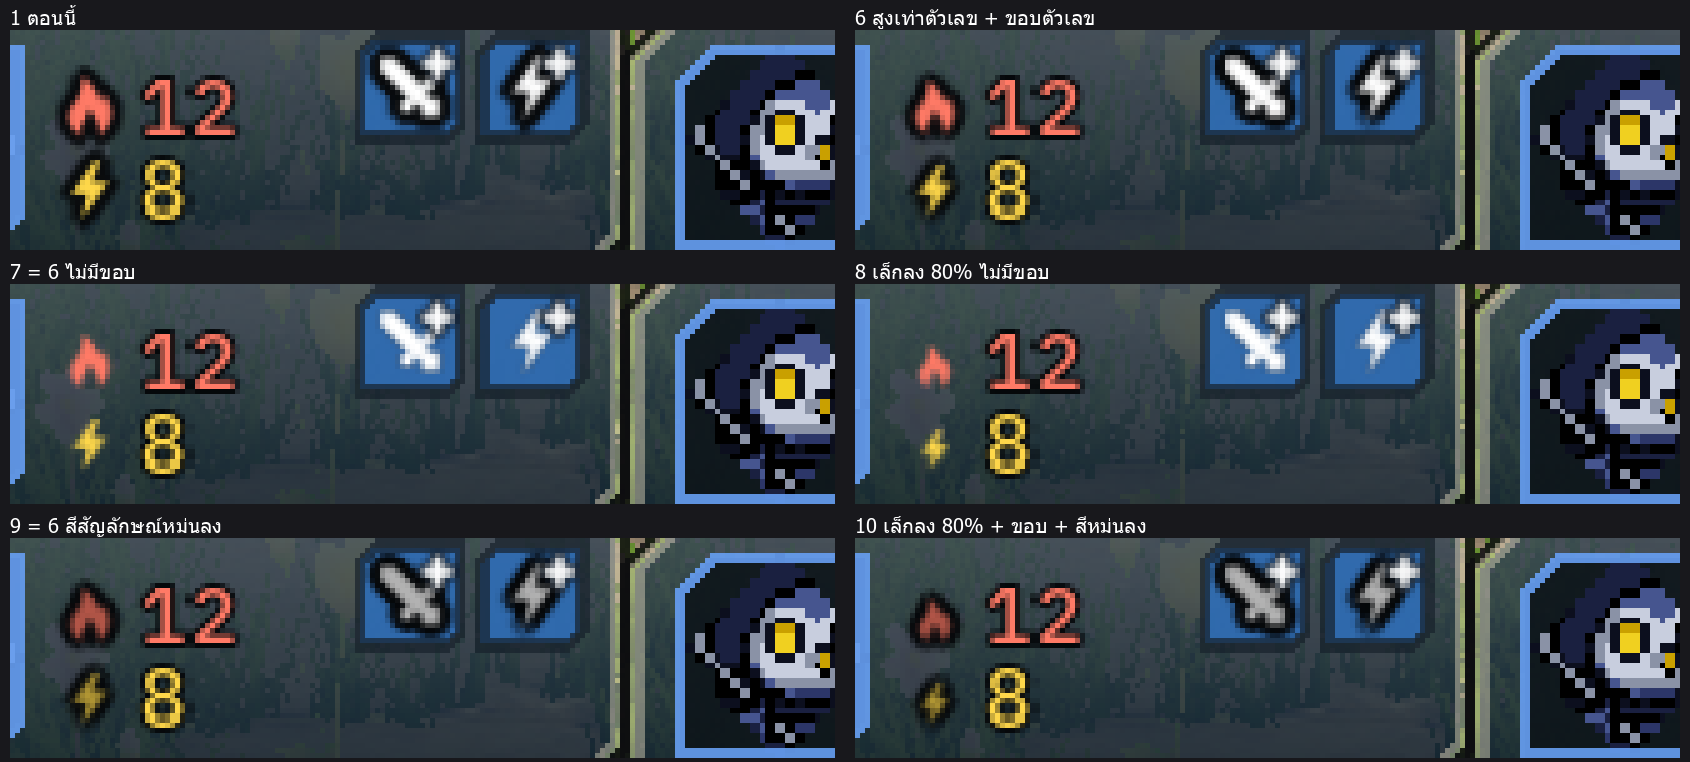 1 ตอนนี้
12
8
6 สูงเท่าตัวเลข + ขอบตัวเลข
12
8
7 = 6 ไม่มีขอบ
12
8
8 เล็กลง 80% ไม่มีขอบ
12
8
9 = 6 สีสัญลักษณ์หม่นลง
12
8
10 เล็กลง 80% + ขอบ + สีหม่นลง
12
8